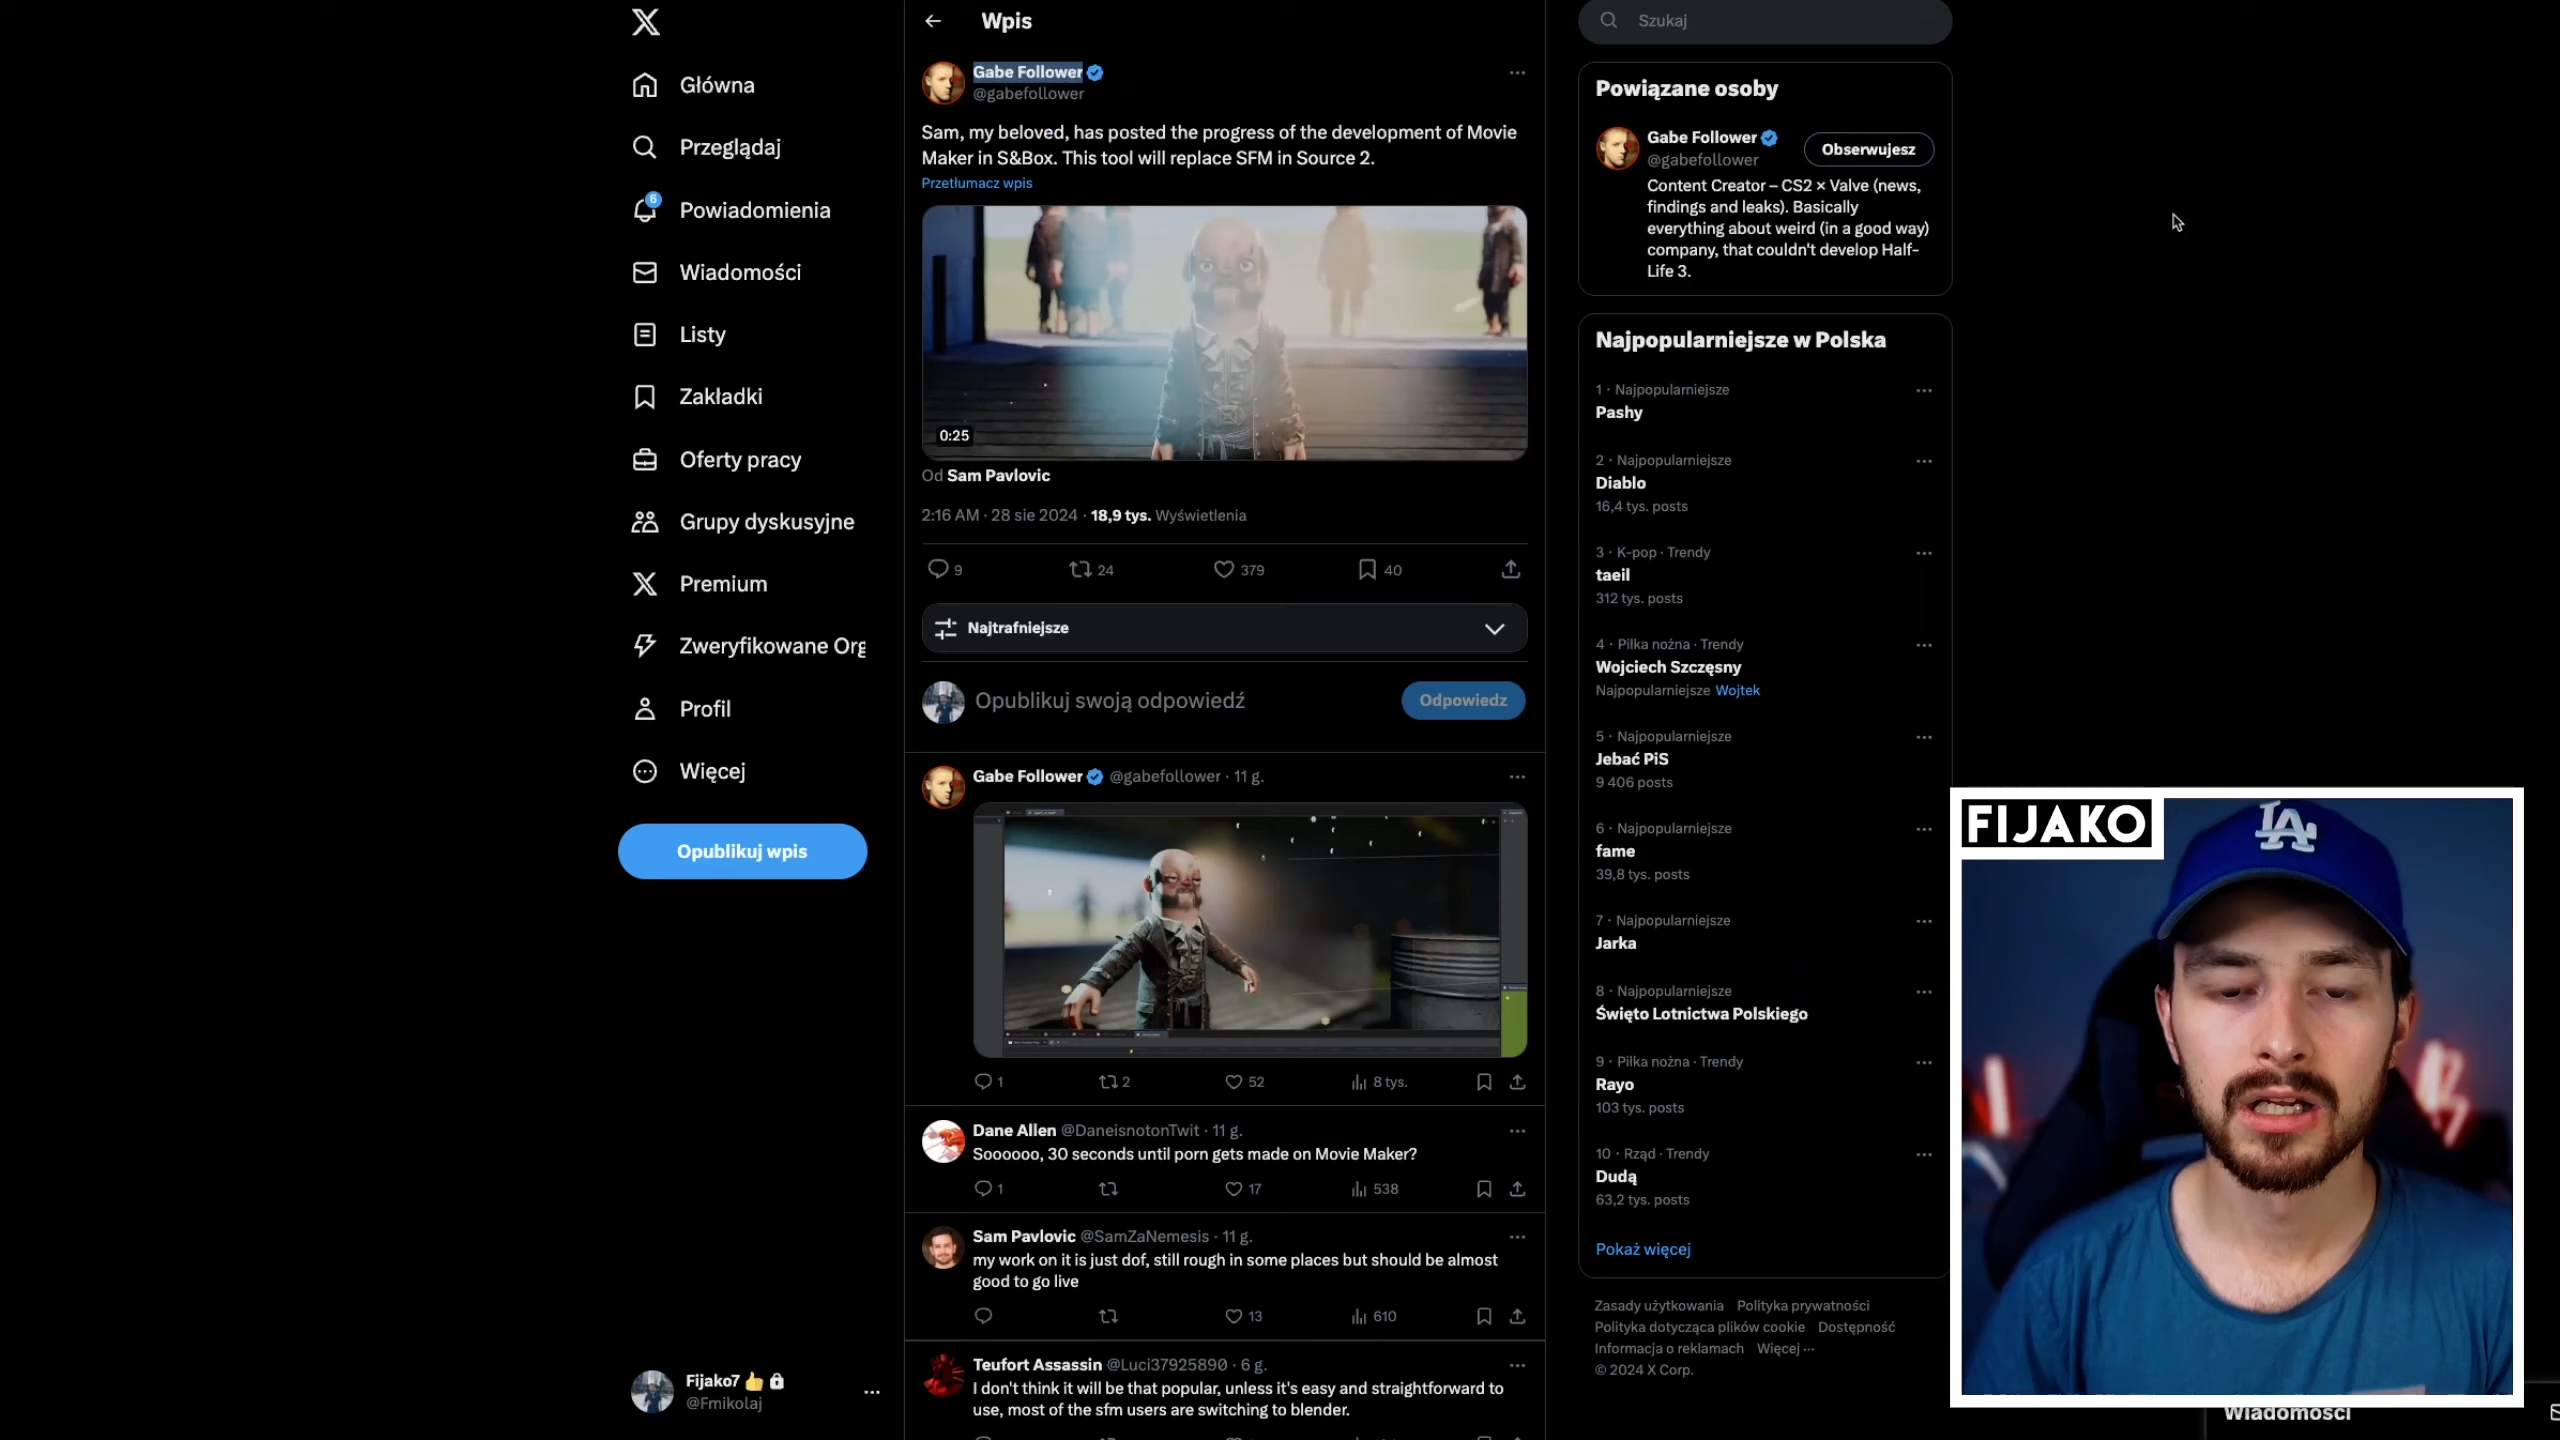 Główna
Przeglądaj
6
Powiadomienia
Wiadomości
Listy
Zakładki
Oferty pracy
Grupy dyskusyjne
Premium
Zweryfikowane Org
Profil
Więcej
Opublikuj wpis
Fijako7
@Fmikolaj
Wpis
Gabe Follower
@gabefollower
Sam, my beloved, has posted the progress of the development of Movie
Maker in S&Box. This tool will replace SFM in Source 2.
Przetłumacz wpis
0:25
Od Sam Pavlovic
2:16 AM · 28 sie 2024 · 18,9 tys. Wyświetlenia
9 24 379 40
Najtrafniejsze
Opublikuj swoją odpowiedź
Odpowiedz
Gabe Follower @gabefollower · 11 g.
1 2 52 8 tys.
Dane Allen @DaneisnotonTwit · 11 g.
Soooooo, 30 seconds until porn gets made on Movie Maker?
1 17 538
Sam Pavlovic @SamZaNemesis · 11 g.
my work on it is just dof, still rough in some places but should be almost
good to go live
13 610
Teufort Assassin @Luci37925890 · 6 g.
I don't think it will be that popular, unless it's easy and straightforward to
use, most of the sfm users are switching to blender.
Szukaj
Powiązane osoby
Gabe Follower
@gabefollower
Obserwujesz
Content Creator – CS2 × Valve (news,
findings and leaks). Basically
everything about weird (in a good way)
company, that couldn't develop Half-
Life 3.
Najpopularniejsze w Polska
1 · Najpopularniejsze
Pashy
2 · Najpopularniejsze
Diablo
16,4 tys. posts
3 · K-pop · Trendy
taeil
312 tys. posts
4 · Piłka nożna · Trendy
Wojciech Szczęsny
Najpopularniejsze Wojtek
5 · Najpopularniejsze
Jebać PiS
9 406 posts
6 · Najpopularniejsze
fame
39,8 tys. posts
7 · Najpopularniejsze
Jarka
8 · Najpopularniejsze
Święto Lotnictwa Polskiego
9 · Piłka nożna · Trendy
Rayo
103 tys. posts
10 · Rząd · Trendy
Dudą
63,2 tys. posts
Pokaż więcej
Zasady użytkowania Polityka prywatności
Polityka dotycząca plików cookie Dostępność
Informacja o reklamach Więcej ···
© 2024 X Corp.
FIJAKO
LA
Wiadomości